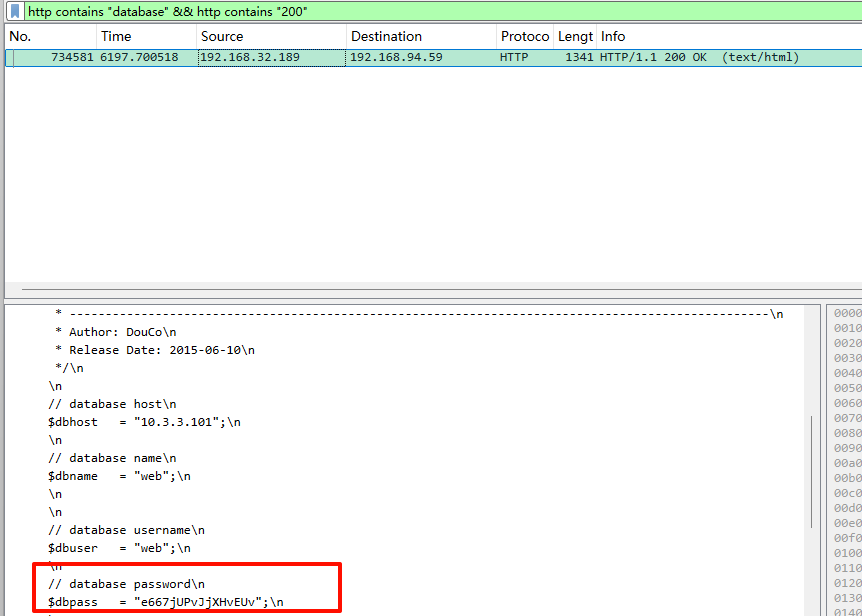 http contains "database" && http contains "200"
No. Time Source Destination Protoco Lengt Info
734581 6197.700518 192.168.32.189 192.168.94.59 HTTP 1341 HTTP/1.1 200 OK (text/html)
* --------------------------------------------------------------------------------------------------\n
* Author: DouCo\n
* Release Date: 2015-06-10\n
*/\n
\n
// database host\n
$dbhost   = "10.3.3.101";\n
\n
// database name\n
$dbname   = "web";\n
\n
\n
// database username\n
$dbuser   = "web";\n
\n
// database password\n
$dbpass   = "e667jUPvJjXHvEUv";\n
0000
0010
0020
0030
0040
0050
0060
0070
0080
0090
00a0
00b0
00c0
00d0
00e0
00f0
0100
0110
0120
0130
0140